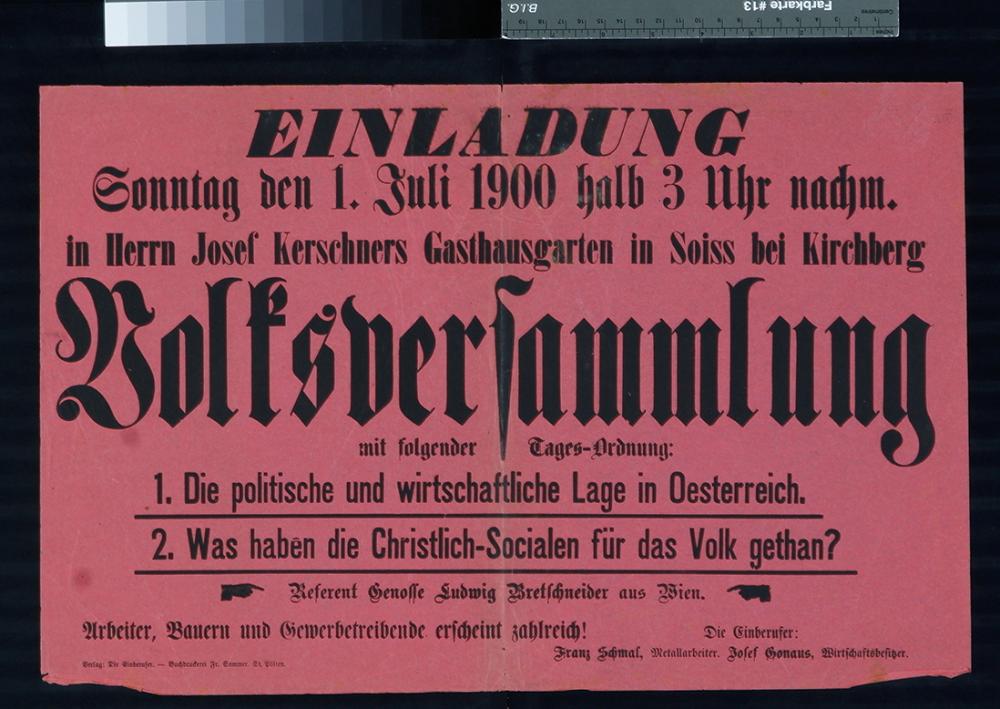 Farbkarte #13
B.I.G.
Centimetres
Inches
EINLADUNG
Sonntag den 1. Juli 1900 halb 3 Uhr nachm.
in Herrn Josef Kerschners Gasthausgarten in Soiss bei Kirchberg
Volksversammlung
mit folgender Tages-Ordnung:
1. Die politische und wirtschaftliche Lage in Oesterreich.
2. Was haben die Christlich-Socialen für das Volk gethan?
Referent Genosse Ludwig Bretschneider aus Wien.
Arbeiter, Bauern und Gewerbetreibende erscheint zahlreich!
Die Einberufer:
Franz Schmal, Metallarbeiter. Josef Gonaus, Wirtschaftsbesitzer.
Verlag: Die Einberufer. — Buchdruckerei Fr. Sommer. St. Pölten.